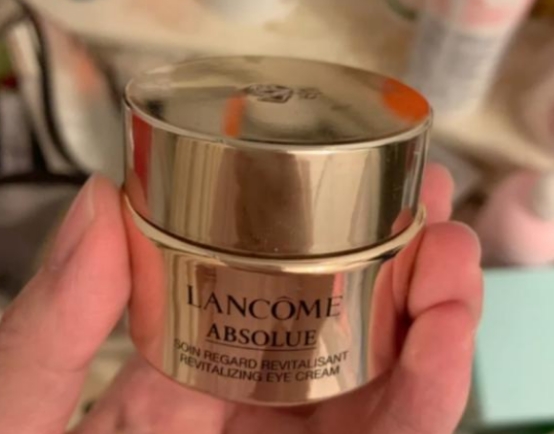 LANCÔME
ABSOLUE
SOIN REGARD REVITALISANT
REVITALIZING EYE CREAM